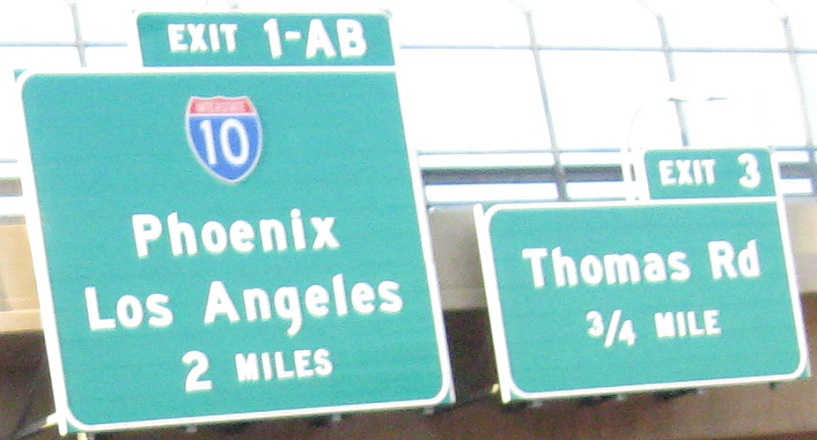 EXIT 1-AB
INTERSTATE
10
Phoenix
Los Angeles
2 MILES
EXIT 3
Thomas Rd
3/4 MILE